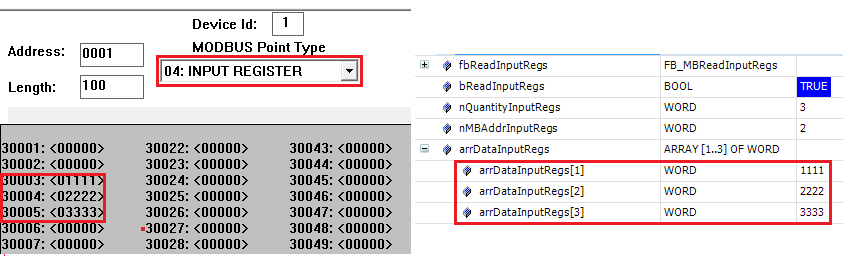 Device Id: 1
Address: 0001
MODBUS Point Type
04: INPUT REGISTER
Length: 100
30001: <00000> 30022: <00000> 30043: <00000>
30002: <00000> 30023: <00000> 30044: <00000>
30003: <01111> 30024: <00000> 30045: <00000>
30004: <02222> 30025: <00000> 30046: <00000>
30005: <03333> 30026: <00000> 30047: <00000>
30006: <00000> 30027: <00000> 30048: <00000>
30007: <00000> 30028: <00000> 30049: <00000>
fbReadInputRegs FB_MBReadInputRegs
bReadInputRegs BOOL TRUE
nQuantityInputRegs WORD 3
nMBAddrInputRegs WORD 2
arrDataInputRegs ARRAY [1..3] OF WORD
arrDataInputRegs[1] WORD 1111
arrDataInputRegs[2] WORD 2222
arrDataInputRegs[3] WORD 3333